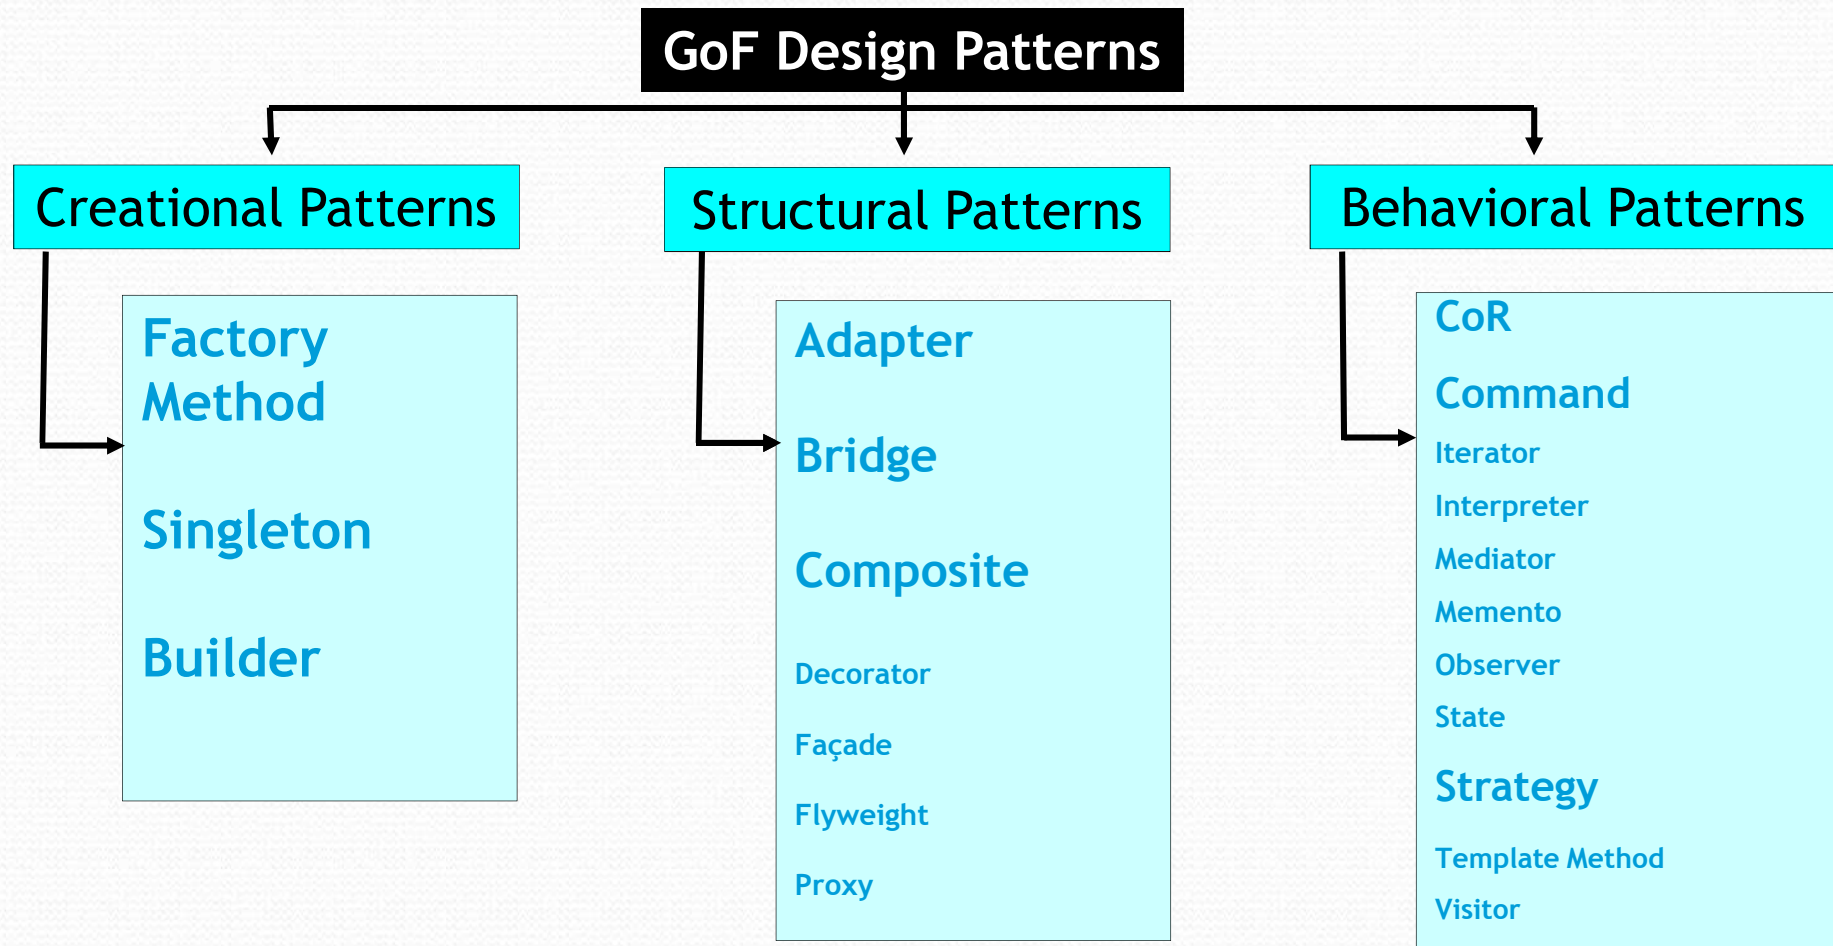 GoF Design Patterns
Creational Patterns
Factory
Method
Singleton
Builder
Structural Patterns
Adapter
Bridge
Composite
Decorator
Façade
Flyweight
Proxy
Behavioral Patterns
CoR
Command
Iterator
Interpreter
Mediator
Memento
Observer
State
Strategy
Template Method
Visitor